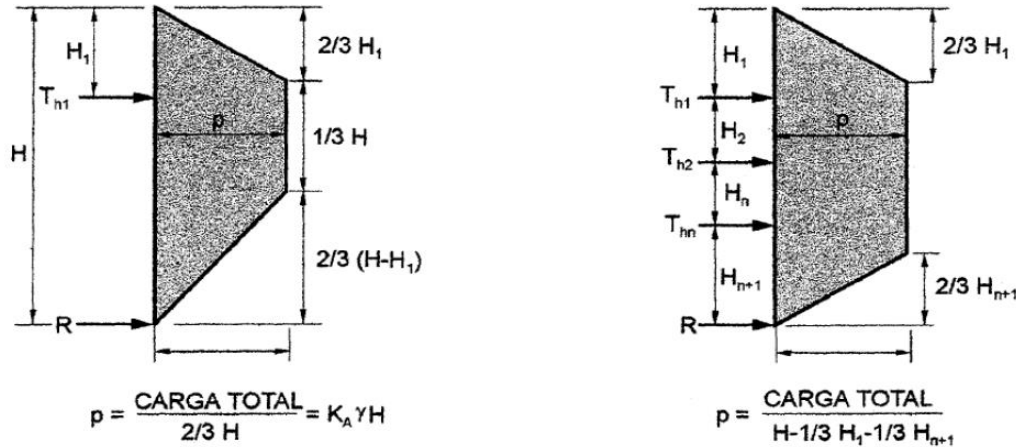 H
H₁
Tₕ₁
p
R
2/3 H₁
1/3 H
2/3 (H-H₁)
p = CARGA TOTAL / 2/3 H = K_A γH
H₁
Tₕ₁
H₂
p
Tₕ₂
Hₙ
Tₕₙ
Hₙ₊₁
R
2/3 H₁
2/3 Hₙ₊₁
p = CARGA TOTAL / H-1/3 H₁-1/3 Hₙ₊₁